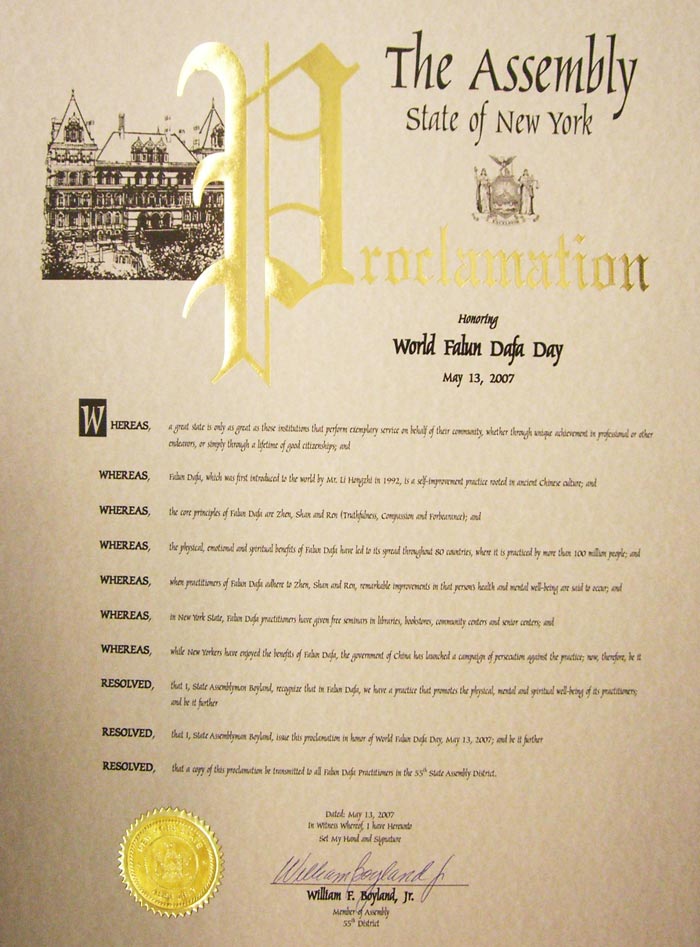 The Assembly
State of New York
EXCELSIOR
Proclamation
Honoring
World Falun Dafa Day
May 13, 2007
WHEREAS, a great state is only as great as those institutions that perform exemplary service on behalf of their community, whether through unique achievement in professional or other
endeavors, or simply through a lifetime of good citizenships; and
WHEREAS, Falun Dafa, which was first introduced to the world by Mr. Li Hongzhi in 1992, is a self-improvement practice rooted in ancient Chinese culture; and
WHEREAS, the core principles of Falun Dafa are Zhen, Shan and Ren (Truthfulness, Compassion and Forbearance); and
WHEREAS, the physical, emotional and spiritual benefits of Falun Dafa have led to its spread throughout 80 countries, where it is practiced by more than 100 million people; and
WHEREAS, when practitioners of Falun Dafa adhere to Zhen, Shan and Ren, remarkable improvements in that person's health and mental well-being are said to occur; and
WHEREAS, in New York State, Falun Dafa practitioners have given free seminars in libraries, bookstores, community centers and senior centers; and
WHEREAS, while New Yorkers have enjoyed the benefits of Falun Dafa, the government of China has launched a campaign of persecution against the practice; now, therefore, be it
RESOLVED, that I, State Assemblyman Boyland, recognize that in Falun Dafa, we have a practice that promotes the physical, mental and spiritual well-being of its practitioners;
and be it further
RESOLVED, that I, State Assemblyman Boyland, issue this proclamation in honor of World Falun Dafa Day, May 13, 2007; and be it further
RESOLVED, that a copy of this proclamation be transmitted to all Falun Dafa Practitioners in the 55th State Assembly District.
Dated: May 13, 2007
In Witness Whereof, I have Hereunto
Set My Hand and Signature
William Boyland Jr
William F. Boyland, Jr.
Member of Assembly
55th District